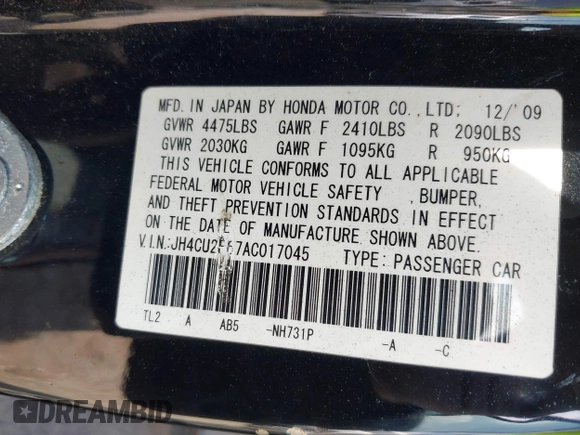 MFD. IN JAPAN BY HONDA MOTOR CO.,LTD; 12/'09
GVWR 4475LBS GAWR F 2410LBS R 2090LBS
GVWR 2030KG GAWR F 1095KG R 950KG
THIS VEHICLE CONFORMS TO ALL APPLICABLE
FEDERAL MOTOR VEHICLE SAFETY ,BUMPER,
AND THEFT PREVENTION STANDARDS IN EFFECT
ON THE DATE OF MANUFACTURE SHOWN ABOVE.
V.I.N: TYPE: PASSENGER CAR
TL2 A AB5 -NH731P -A -C
DREAMBID